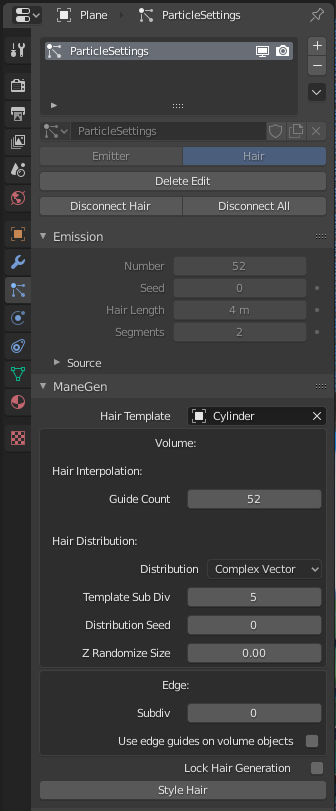 Plane ParticleSettings
ParticleSettings
ParticleSettings
Emitter Hair
Delete Edit
Disconnect Hair Disconnect All
Emission
Number 52
Seed 0
Hair Length 4 m
Segments 2
Source
ManeGen
Hair Template Cylinder
Volume:
Hair Interpolation:
Guide Count 52
Hair Distribution:
Distribution Complex Vector
Template Sub Div 5
Distribution Seed 0
Z Randomize Size 0.00
Edge:
Subdiv 0
Use edge guides on volume objects
Lock Hair Generation
Style Hair